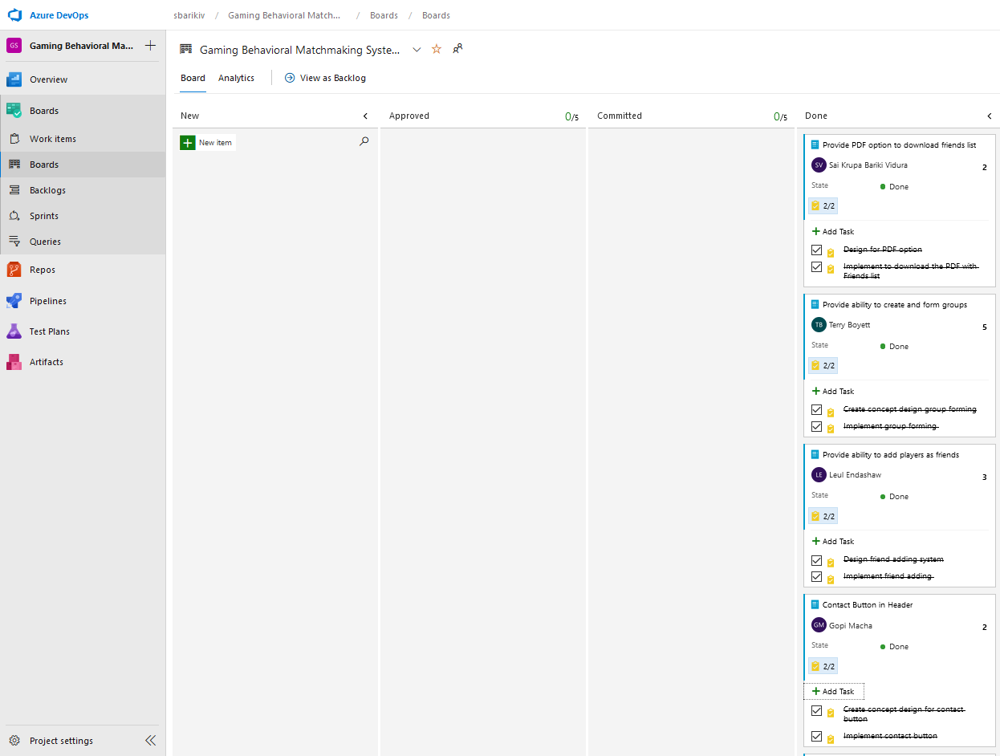 Azure DevOps
sbarikiv / Gaming Behavioral Match... / Boards / Boards
GS Gaming Behavioral Ma...
Overview
Boards
Work items
Boards
Backlogs
Sprints
Queries
Repos
Pipelines
Test Plans
Artifacts
Project settings
Gaming Behavioral Matchmaking Syste...
Board Analytics View as Backlog
New
New item
Approved 0/5
Committed 0/5
Done
Provide PDF option to download friends list
SV Sai Krupa Bariki Vidura 2
State Done
2/2
Add Task
Design for PDF option
Implement to download the PDF with
Friends list
Provide ability to create and form groups
TB Terry Boyett 5
State Done
2/2
Add Task
Create concept design group forming
Implement group forming
Provide ability to add players as friends
LE Leul Endashaw 3
State Done
2/2
Add Task
Design friend adding system
Implement friend adding
Contact Button in Header
GM Gopi Macha 2
State Done
2/2
Add Task
Create concept design for contact
button
Implement contact button